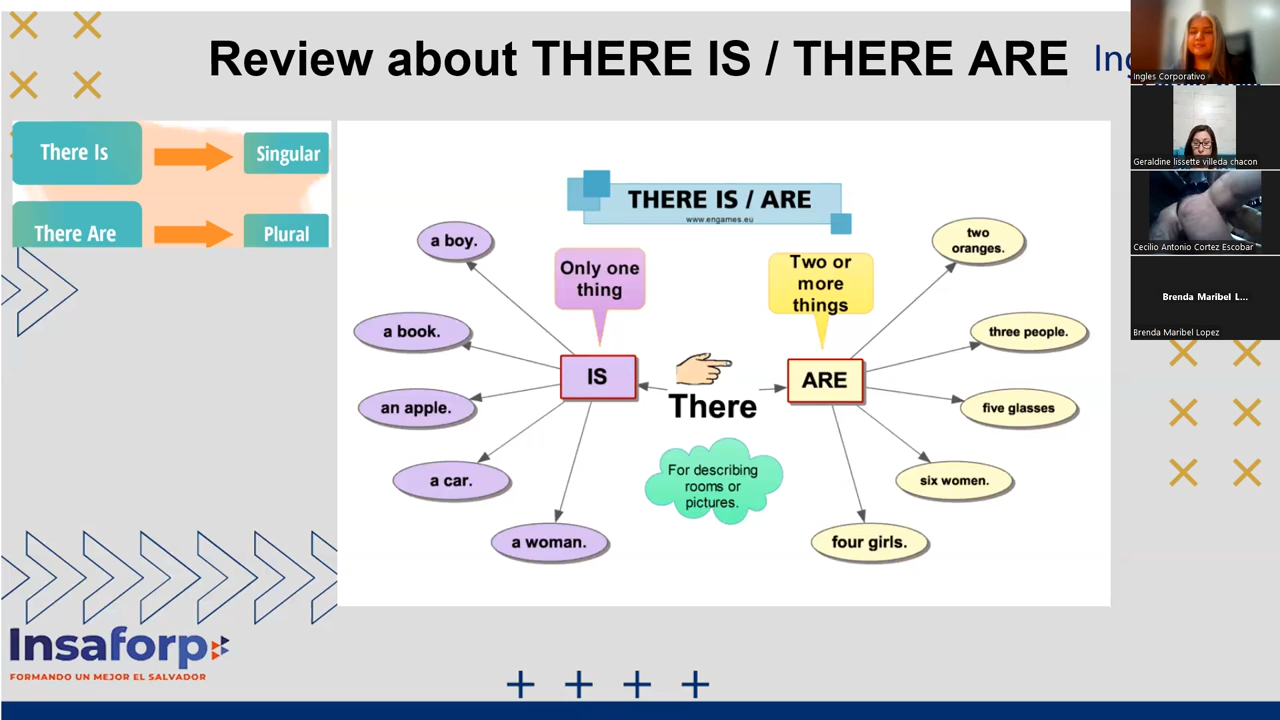 Review about THERE IS / THERE ARE
Ing
Ingles Corporativo
Geraldine lissette villeda chacon
Cecilio Antonio Cortez Escobar
Brenda Maribel L...
Brenda Maribel Lopez
There Is
Singular
There Are
Plural
THERE IS / ARE
www.engames.eu
a boy.
Only one
thing
Two or
more
things
two
oranges.
a book.
three people.
IS
There
ARE
an apple.
five glasses
For describing
rooms or
pictures.
a car.
six women.
a woman.
four girls.
Insaforp
FORMANDO UN MEJOR EL SALVADOR